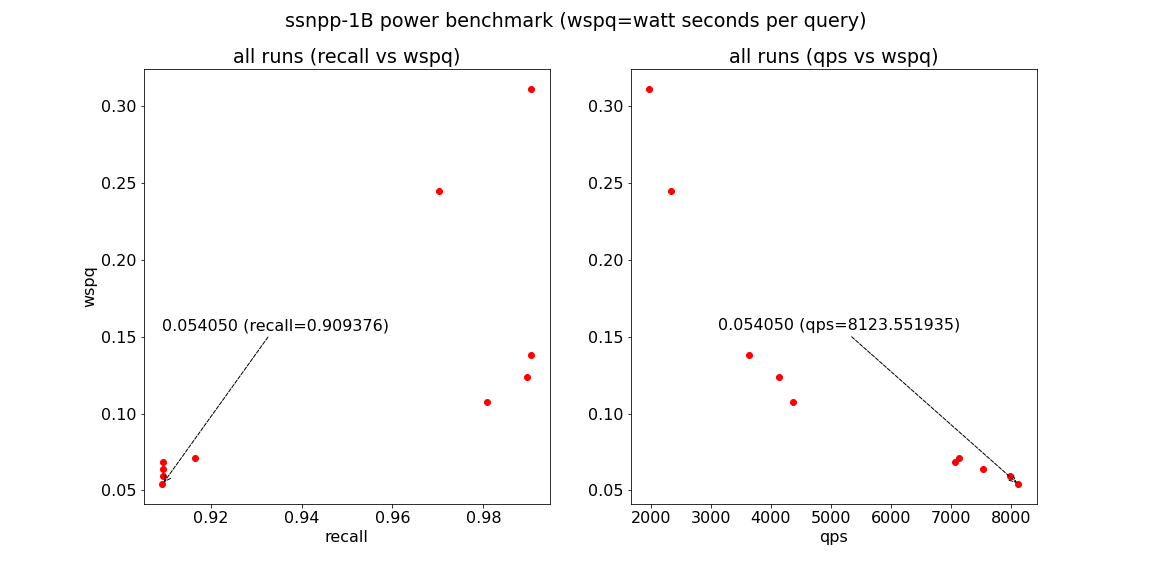 ssnpp-1B power benchmark (wspq=watt seconds per query)
all runs (recall vs wspq)
0.30
0.25
0.20
0.15
0.10
0.05
wspq
0.054050 (recall=0.909376)
0.92
0.94
0.96
0.98
recall
all runs (qps vs wspq)
0.30
0.25
0.20
0.15
0.10
0.05
0.054050 (qps=8123.551935)
2000
3000
4000
5000
6000
7000
8000
qps